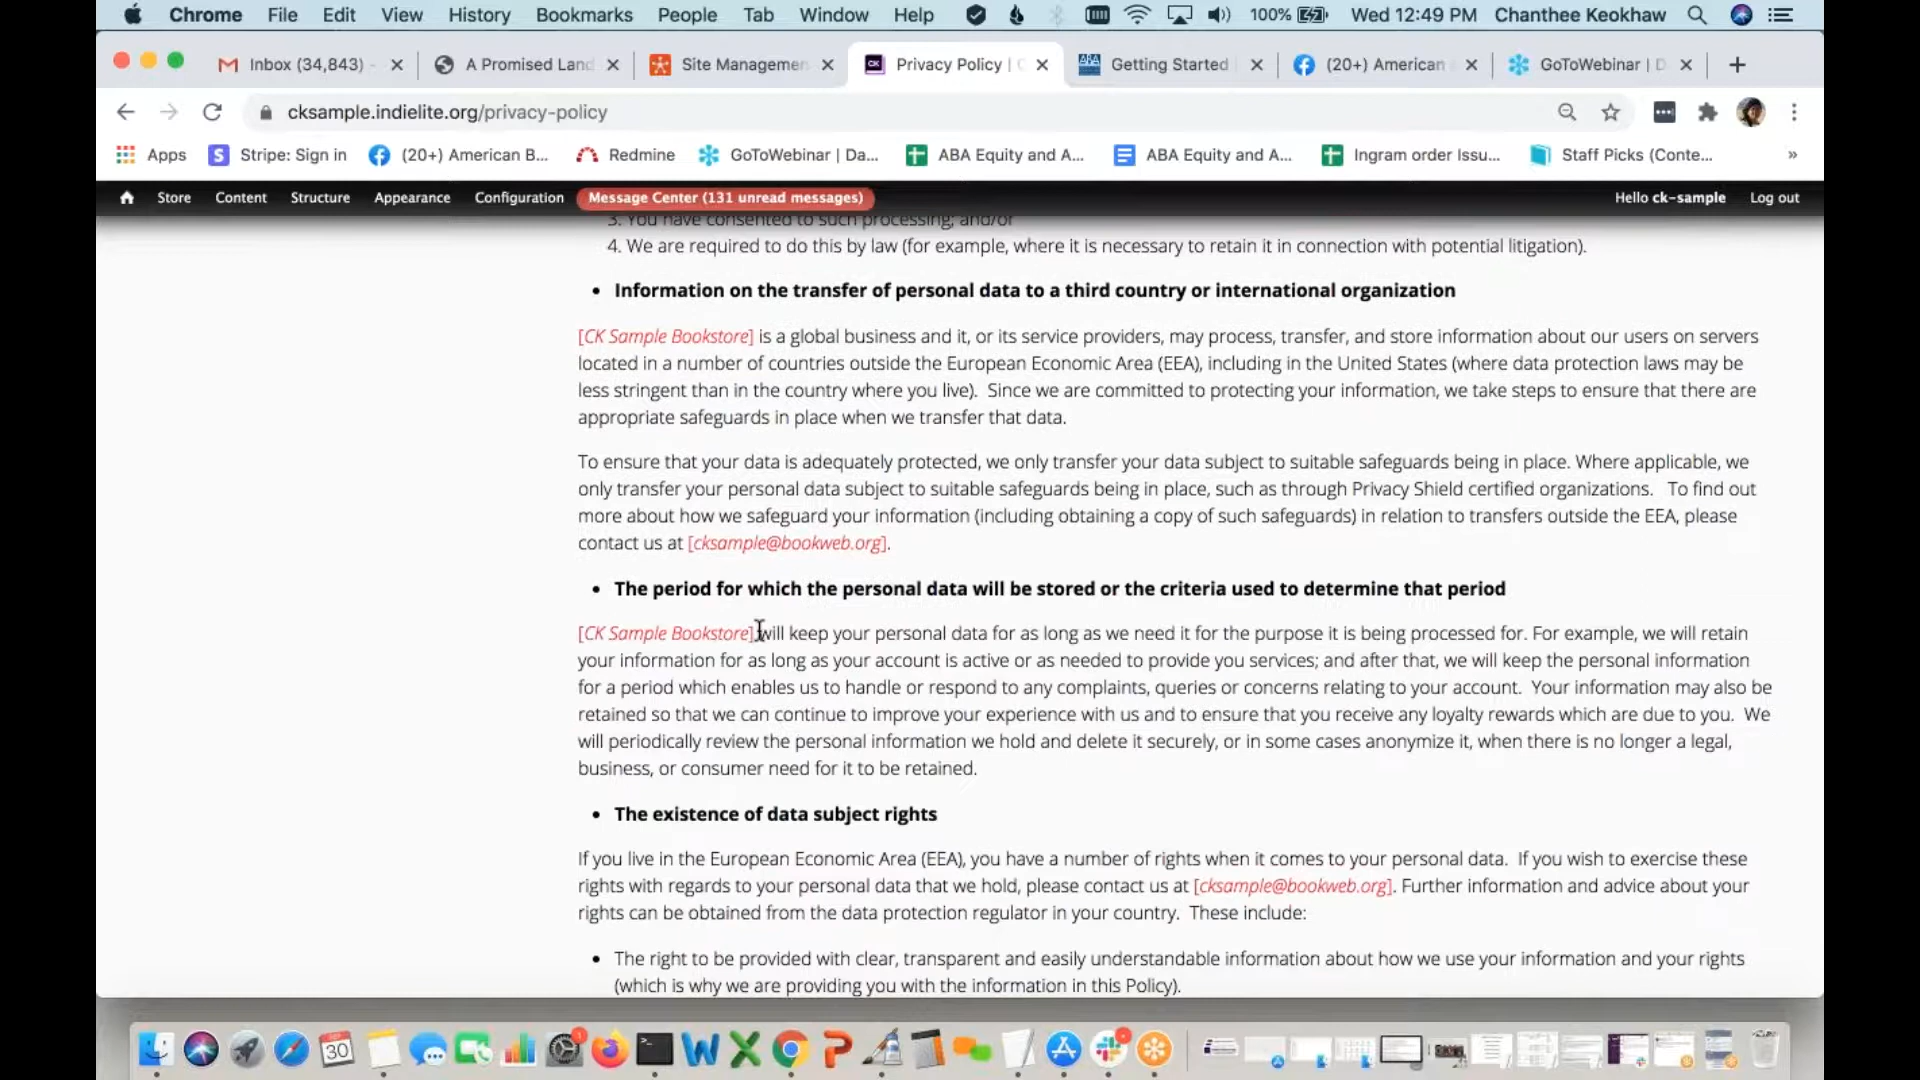 Chrome File Edit View History Bookmarks People Tab Window Help 100% Wed 12:49 PM Chanthee Keokhaw
Inbox (34,843) - A Promised Land Site Managemen Privacy Policy | C Getting Started (20+) American GoToWebinar | D
cksample.indielite.org/privacy-policy
Apps Stripe: Sign in (20+) American B... Redmine GoToWebinar | Da... ABA Equity and A... ABA Equity and A... Ingram order Issu... Staff Picks (Conte... »
Store Content Structure Appearance Configuration Message Center (131 unread messages) Hello ck-sample Log out
3. You have consented to such processing; and/or
4. We are required to do this by law (for example, where it is necessary to retain it in connection with potential litigation).
• Information on the transfer of personal data to a third country or international organization
[CK Sample Bookstore] is a global business and it, or its service providers, may process, transfer, and store information about our users on servers
located in a number of countries outside the European Economic Area (EEA), including in the United States (where data protection laws may be
less stringent than in the country where you live).  Since we are committed to protecting your information, we take steps to ensure that there are
appropriate safeguards in place when we transfer that data.
To ensure that your data is adequately protected, we only transfer your data subject to suitable safeguards being in place. Where applicable, we
only transfer your personal data subject to suitable safeguards being in place, such as through Privacy Shield certified organizations.   To find out
more about how we safeguard your information (including obtaining a copy of such safeguards) in relation to transfers outside the EEA, please
contact us at [cksample@bookweb.org].
• The period for which the personal data will be stored or the criteria used to determine that period
[CK Sample Bookstore] will keep your personal data for as long as we need it for the purpose it is being processed for. For example, we will retain
your information for as long as your account is active or as needed to provide you services; and after that, we will keep the personal information
for a period which enables us to handle or respond to any complaints, queries or concerns relating to your account.  Your information may also be
retained so that we can continue to improve your experience with us and to ensure that you receive any loyalty rewards which are due to you.  We
will periodically review the personal information we hold and delete it securely, or in some cases anonymize it, when there is no longer a legal,
business, or consumer need for it to be retained.
• The existence of data subject rights
If you live in the European Economic Area (EEA), you have a number of rights when it comes to your personal data.  If you wish to exercise these
rights with regards to your personal data that we hold, please contact us at [cksample@bookweb.org]. Further information and advice about your
rights can be obtained from the data protection regulator in your country.  These include:
• The right to be provided with clear, transparent and easily understandable information about how we use your information and your rights
(which is why we are providing you with the information in this Policy).
30